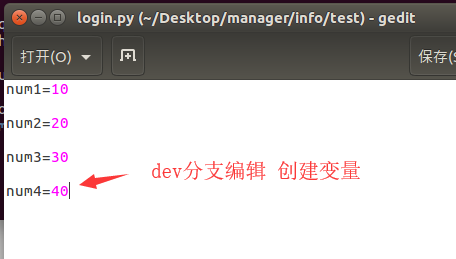 login.py (~/Desktop/manager/info/test) - gedit
打开(O)
保存(S)
num1=10
num2=20
num3=30
dev分支编辑 创建变量
num4=40